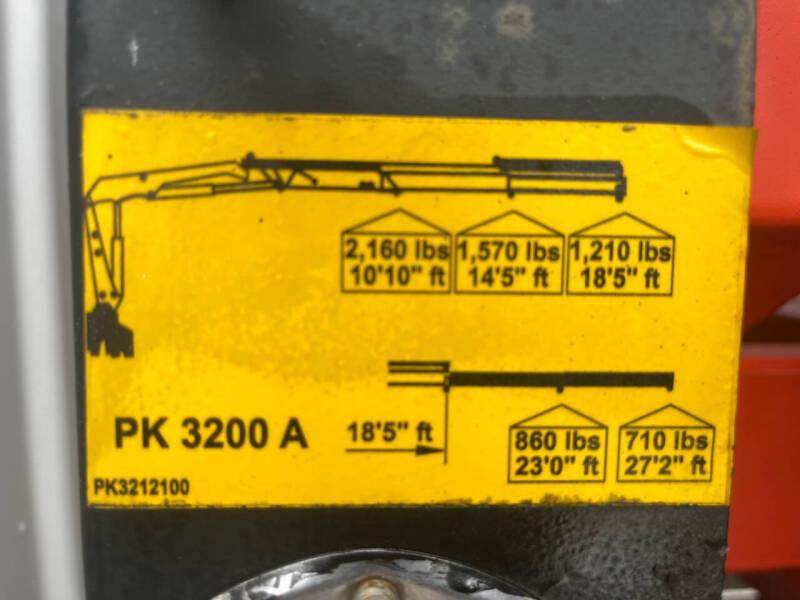 2,160 lbs
10'10" ft
1,570 lbs
14'5" ft
1,210 lbs
18'5" ft
PK 3200 A
18'5" ft
860 lbs
23'0" ft
710 lbs
27'2" ft
PK3212100